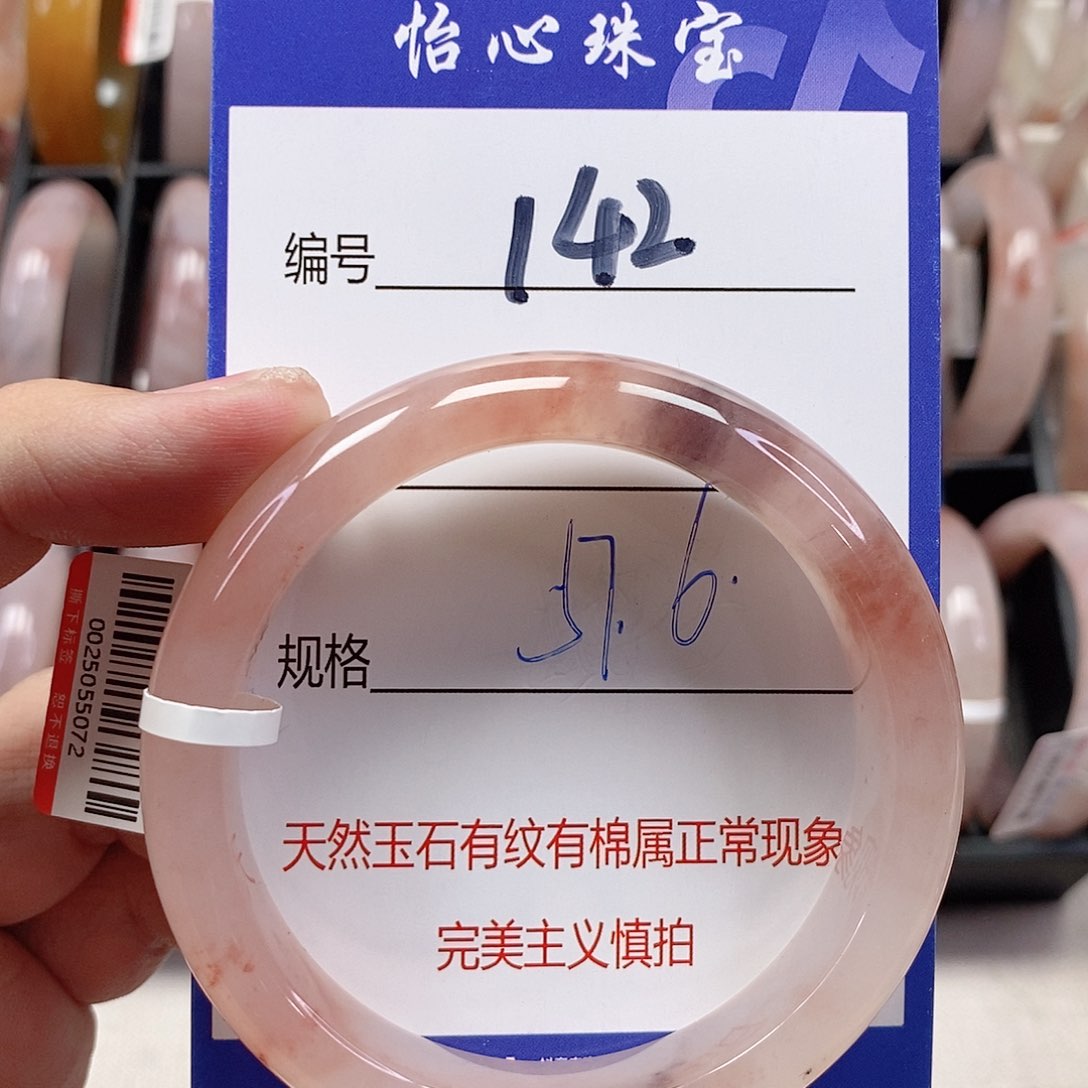 怡心珠宝
编号 142
57.6
规格
0025055072
撕下标签 恕不退换
天然玉石有纹有棉属正常现象
完美主义慎拍